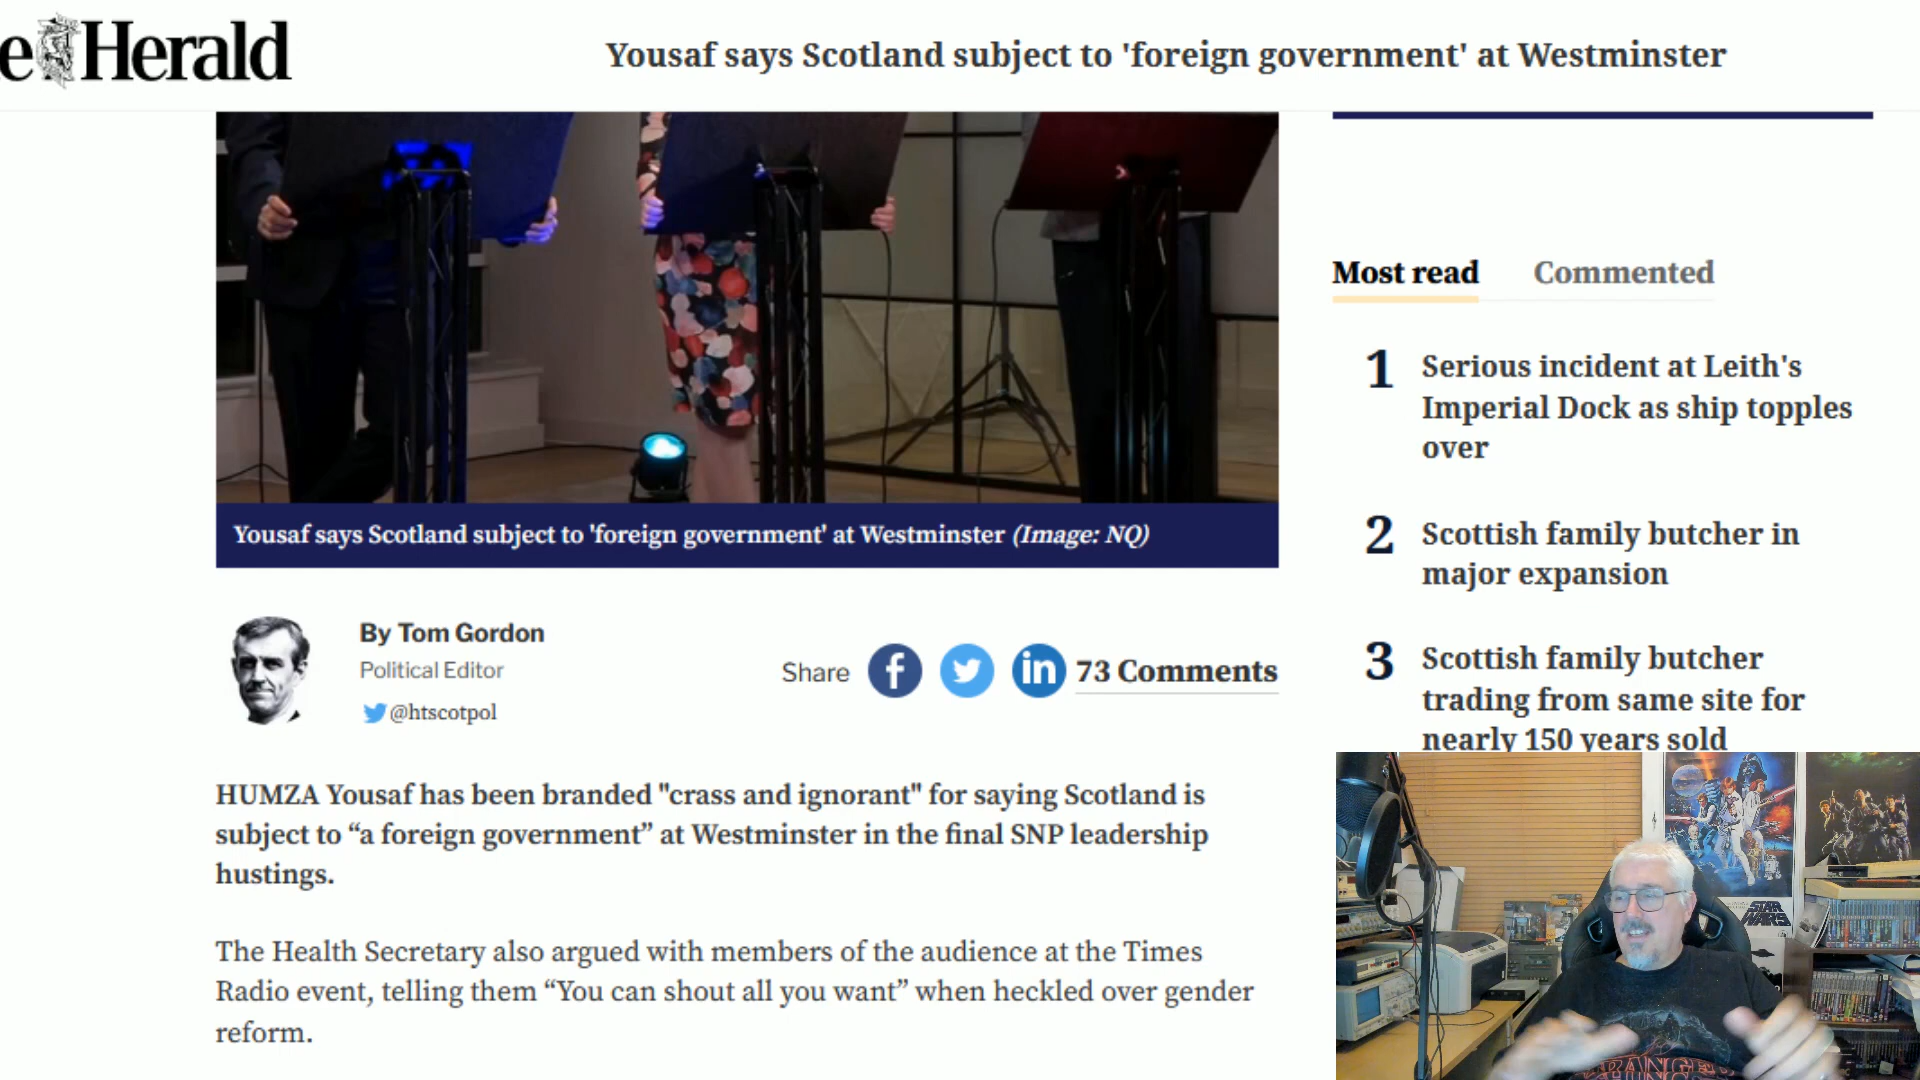 e Herald
Yousaf says Scotland subject to 'foreign government' at Westminster
Yousaf says Scotland subject to 'foreign government' at Westminster (Image: NQ)
By Tom Gordon
Political Editor
@htscotpol
Share
73 Comments
HUMZA Yousaf has been branded "crass and ignorant" for saying Scotland is
subject to “a foreign government” at Westminster in the final SNP leadership
hustings.
The Health Secretary also argued with members of the audience at the Times
Radio event, telling them “You can shout all you want” when heckled over gender
reform.
Most read
Commented
1 Serious incident at Leith's
Imperial Dock as ship topples
over
2 Scottish family butcher in
major expansion
3 Scottish family butcher
trading from same site for
nearly 150 years sold
STAR
WARS